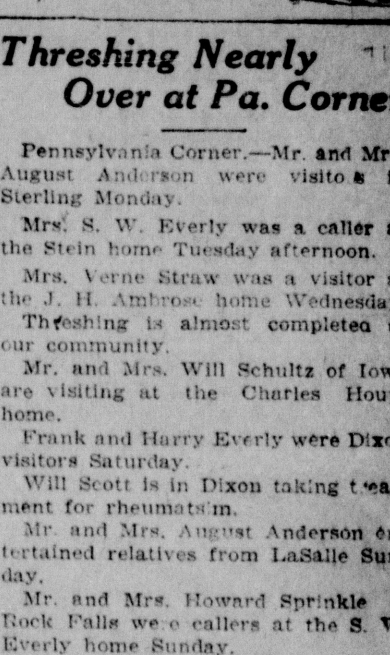 Threshing Nearly
Over at Pa. Corne
Pennsylvania Corner.—Mr. and Mr
August Anderson were visito s
Sterling Monday.
Mrs. S. W. Everly was a caller
the Stein home Tuesday afternoon.
Mrs. Verne Straw was a visitor
the J. H. Ambrose home Wednesda
Threshing is almost completed
our community.
Mr. and Mrs. Will Schultz of Iow
are visiting at the Charles Hou
home.
Frank and Harry Everly were Dixo
visitors Saturday.
Will Scott is in Dixon taking t ea
ment for rheumatism.
Mr. and Mrs. August Anderson e
tertained relatives from LaSalle Su
day.
Mr. and Mrs. Howard Sprinkle
Rock Falls we e callers at the S. W
Everly home Sunday.